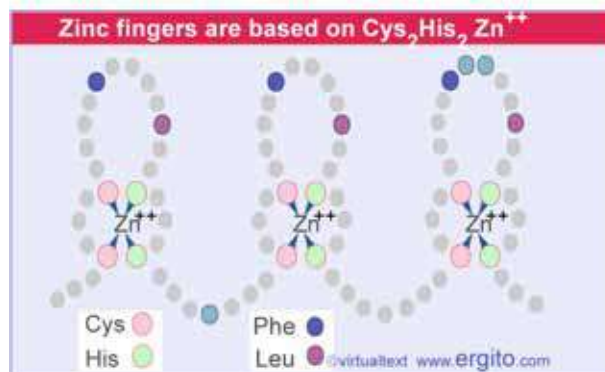 Zinc fingers are based on Cys₂His₂ Zn⁺⁺
Zn⁺⁺ Zn⁺⁺ Zn⁺⁺
Cys Phe
His Leu ©virtualtext www.ergito.com